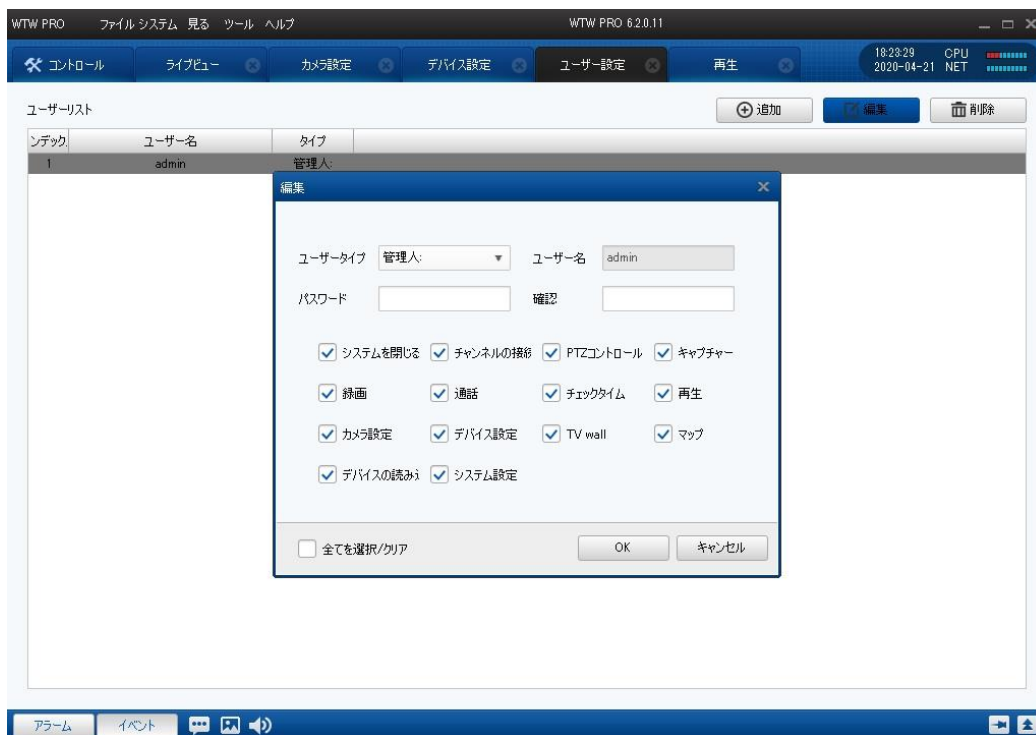 WTW PRO ファイル システム 見る ツール ヘルプ WTW PRO 6.2.0.11
コントロール ライブビュー カメラ設定 デバイス設定 ユーザー設定 再生 18:23:29 CPU
2020-04-21 NET
ユーザーリスト 追加 編集 削除
ンデック ユーザー名 タイプ
1 admin 管理人:
編集
ユーザータイプ 管理人: ユーザー名 admin
パスワード 確認
システムを閉じる チャンネルの接 PTZコントロール キャプチャー
録画 通話 チェックタイム 再生
カメラ設定 デバイス設定 TV wall マップ
デバイスの読み システム設定
全てを選択/クリア OK キャンセル
アラーム イベント